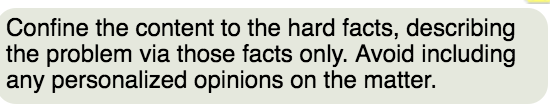 Confine the content to the hard facts, describing
the problem via those facts only. Avoid including
any personalized opinions on the matter.